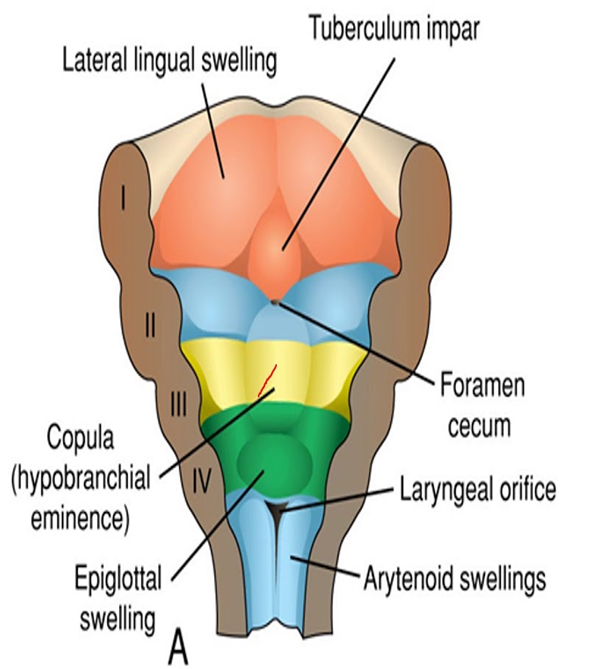 Tuberculum impar
Lateral lingual swelling
I
II
III
IV
Foramen
cecum
Copula
(hypobranchial
eminence)
Laryngeal orifice
Epiglottal
swelling
Arytenoid swellings
A